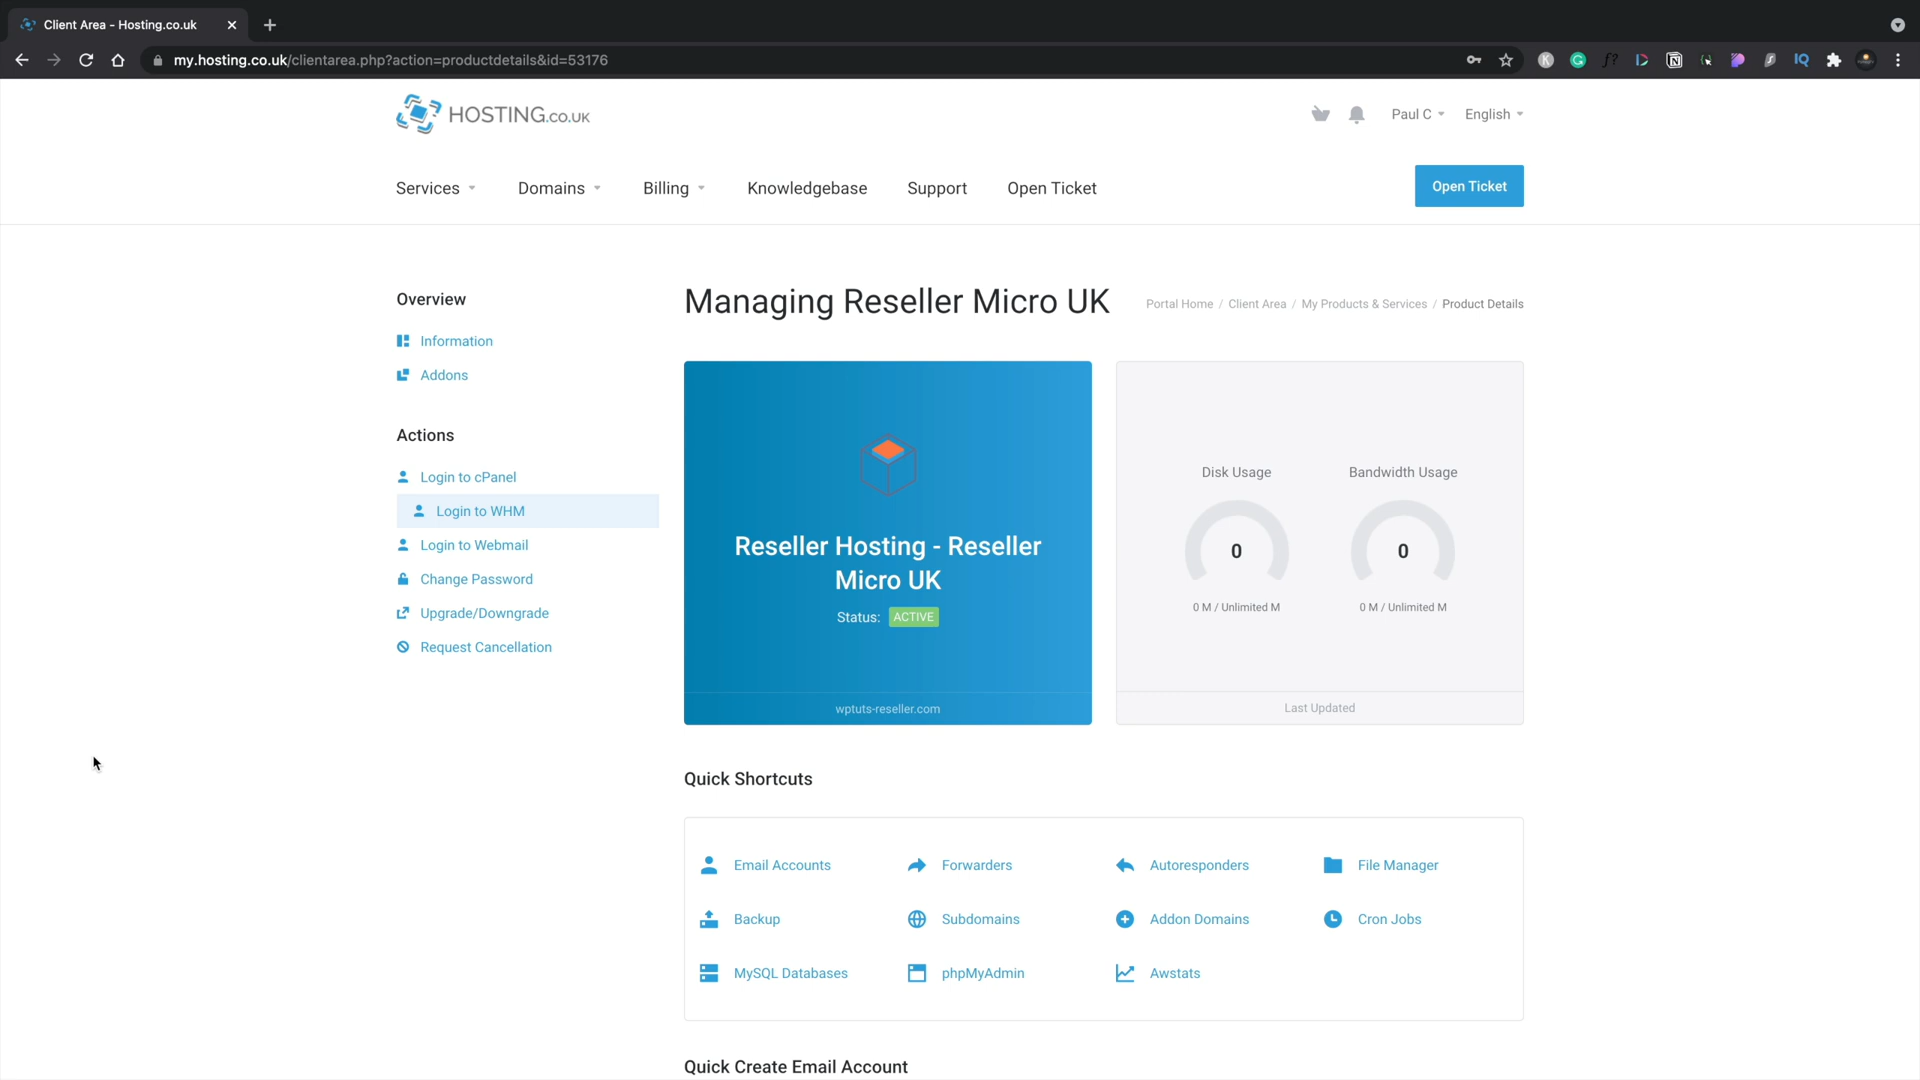 Client Area - Hosting.co.uk
my.hosting.co.uk/clientarea.php?action=productdetails&id=53176
HOSTING.CO.UK
Paul C
English
Services
Domains
Billing
Knowledgebase
Support
Open Ticket
Open Ticket
Overview
Information
Addons
Actions
Login to cPanel
Login to WHM
Login to Webmail
Change Password
Upgrade/Downgrade
Request Cancellation
Managing Reseller Micro UK
Portal Home / Client Area / My Products & Services / Product Details
Reseller Hosting - Reseller
Micro UK
Status: ACTIVE
wptuts-reseller.com
Disk Usage
0
0 M / Unlimited M
Bandwidth Usage
0
0 M / Unlimited M
Last Updated
Quick Shortcuts
Email Accounts
Forwarders
Autoresponders
File Manager
Backup
Subdomains
Addon Domains
Cron Jobs
MySQL Databases
phpMyAdmin
Awstats
Quick Create Email Account